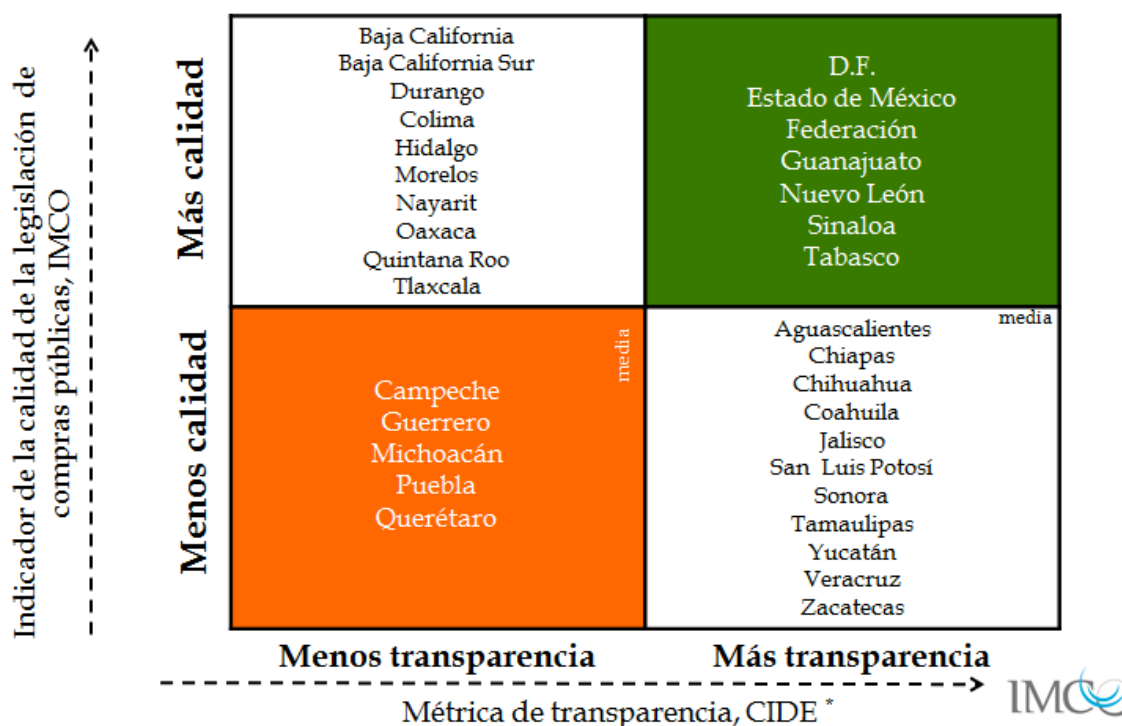 Indicador de la calidad de la legislación de
compras públicas, IMCO
Más calidad
Baja California
Baja California Sur
Durango
Colima
Hidalgo
Morelos
Nayarit
Oaxaca
Quintana Roo
Tlaxcala
D.F.
Estado de México
Federación
Guanajuato
Nuevo León
Sinaloa
Tabasco
Menos calidad
media
Campeche
Guerrero
Michoacán
Puebla
Querétaro
media
Aguascalientes
Chiapas
Chihuahua
Coahuila
Jalisco
San Luis Potosí
Sonora
Tamaulipas
Yucatán
Veracruz
Zacatecas
Menos transparencia
Más transparencia
Métrica de transparencia, CIDE *
IMCO